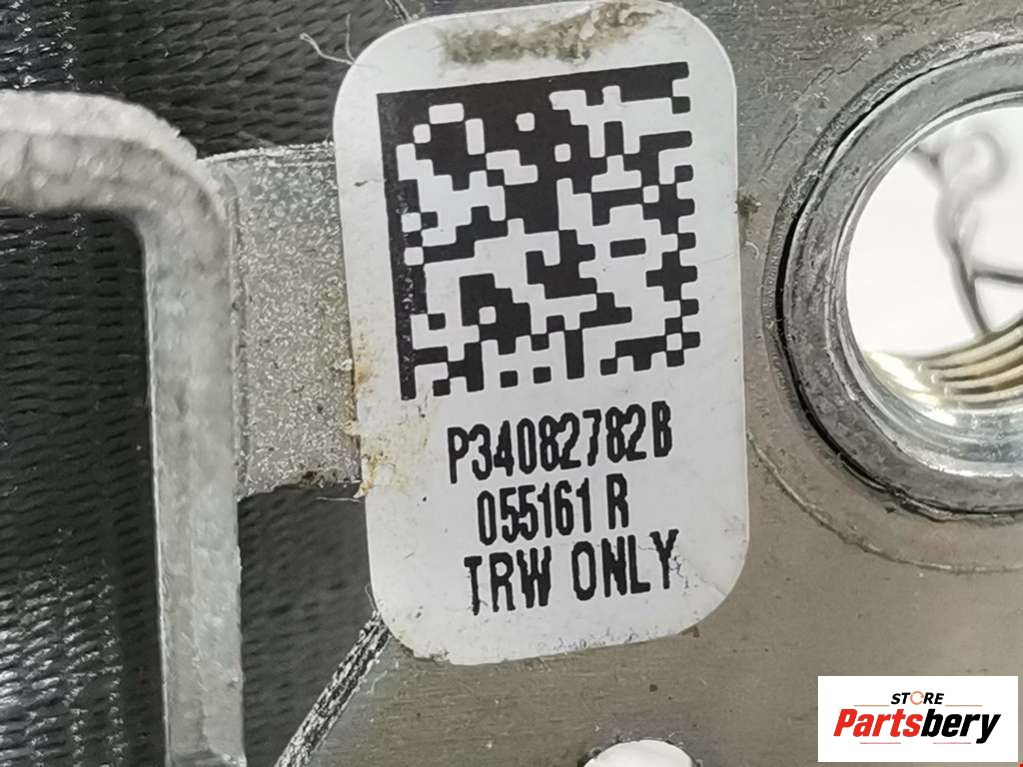 P34082782B
055161 R
TRW ONLY
STORE
Partsbery